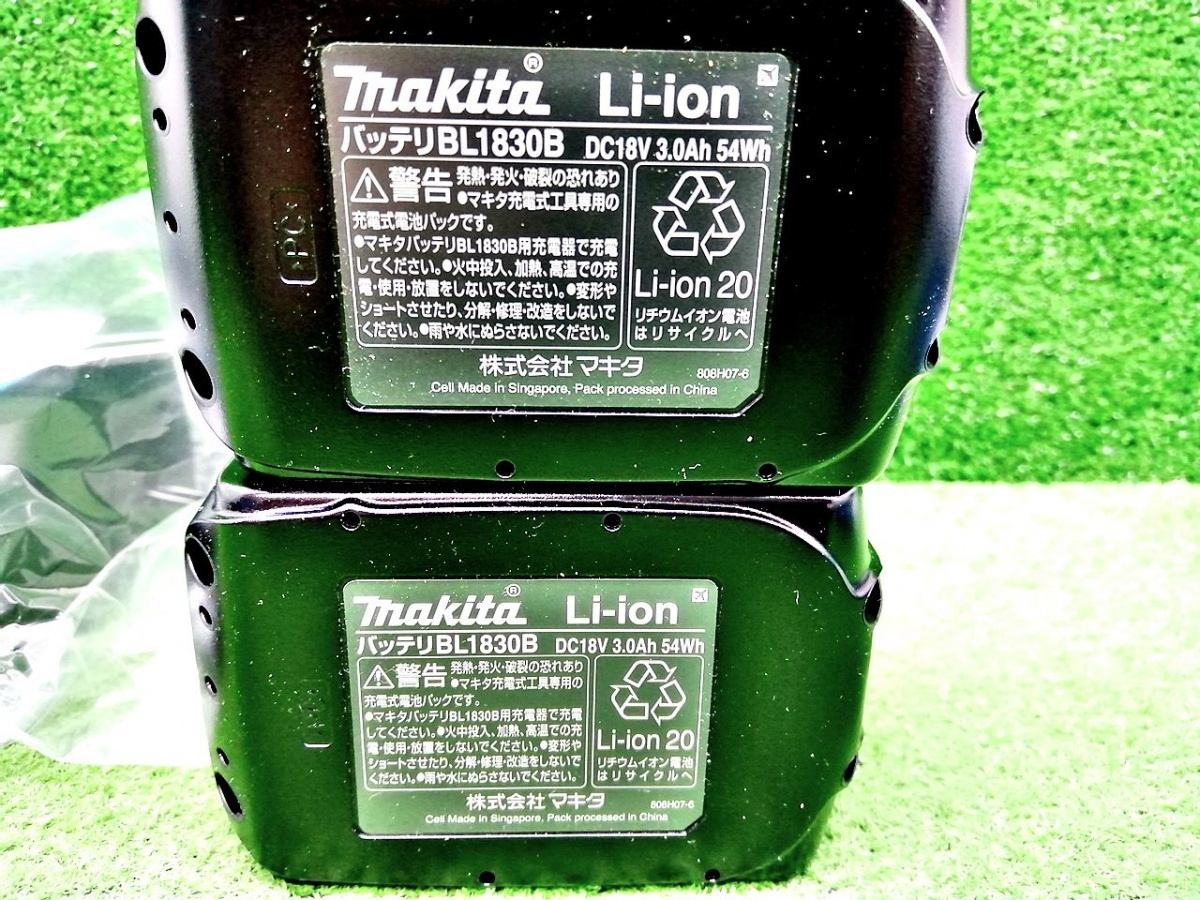 makita® Li-ion
バッテリBL1830B DC18V 3.0Ah 54Wh
⚠警告 発熱・発火・破裂の恐れあり
●マキタ充電式工具専用の
充電式電池パックです。
●マキタバッテリBL1830B用充電器で充電
してください。●火中投入、加熱、高温での充
電・使用・放置をしないでください。●変形や
ショートさせたり、分解・修理・改造をしないで
ください。●雨や水にぬらさないでください。
Li-ion 20
リチウムイオン電池
はリサイクルへ
株式会社 マキタ
808H07-6
Cell Made in Singapore, Pack processed in China
>PC<
makita® Li-ion
バッテリBL1830B DC18V 3.0Ah 54Wh
⚠警告 発熱・発火・破裂の恐れあり
●マキタ充電式工具専用の
充電式電池パックです。
●マキタバッテリBL1830B用充電器で充電
してください。●火中投入、加熱、高温での充
電・使用・放置をしないでください。●変形や
ショートさせたり、分解・修理・改造をしないで
ください。●雨や水にぬらさないでください。
Li-ion 20
リチウムイオン電池
はリサイクルへ
株式会社 マキタ
808H07-6
Cell Made in Singapore, Pack processed in China